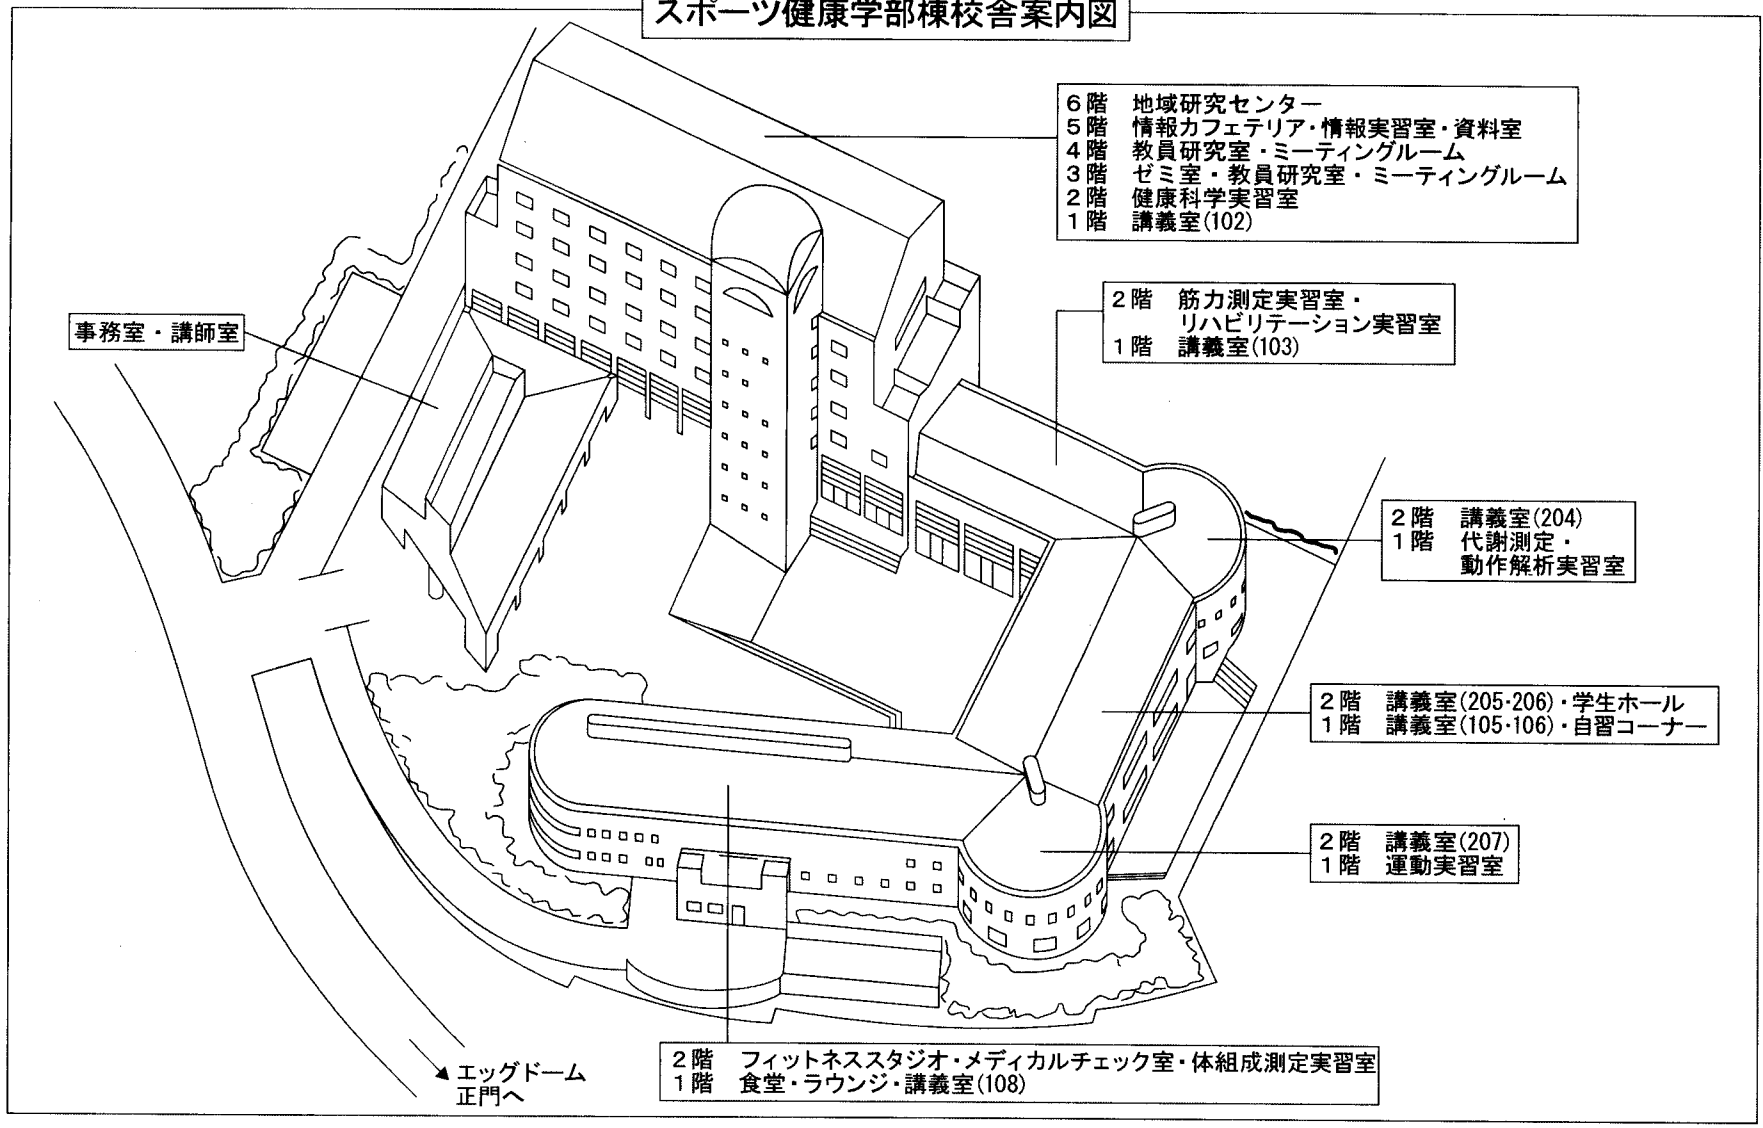 スポーツ健康学部棟校舎案内図
6階 地域研究センター
5階 情報カフェテリア・情報実習室・資料室
4階 教員研究室・ミーティングルーム
3階 ゼミ室・教員研究室・ミーティングルーム
2階 健康科学実習室
1階 講義室(102)
2階 筋力測定実習室・
リハビリテーション実習室
1階 講義室(103)
事務室・講師室
2階 講義室(204)
1階 代謝測定・
動作解析実習室
2階 講義室(205・206)・学生ホール
1階 講義室(105・106)・自習コーナー
2階 講義室(207)
1階 運動実習室
2階 フィットネススタジオ・メディカルチェック室・体組成測定実習室
1階 食堂・ラウンジ・講義室(108)
エッグドーム
正門へ